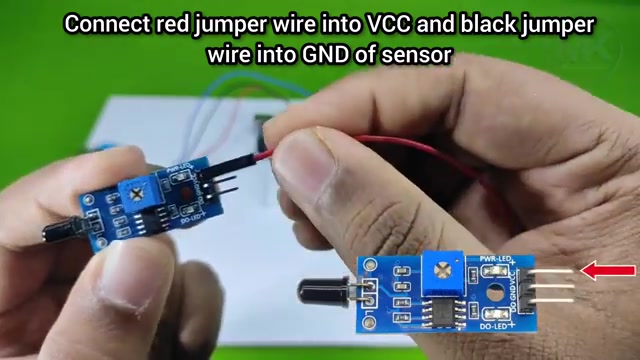 Connect red jumper wire into VCC and black jumper
wire into GND of sensor
PWR-LED
DO-LED
PWR-LED
DO GND VCC
DO-LED